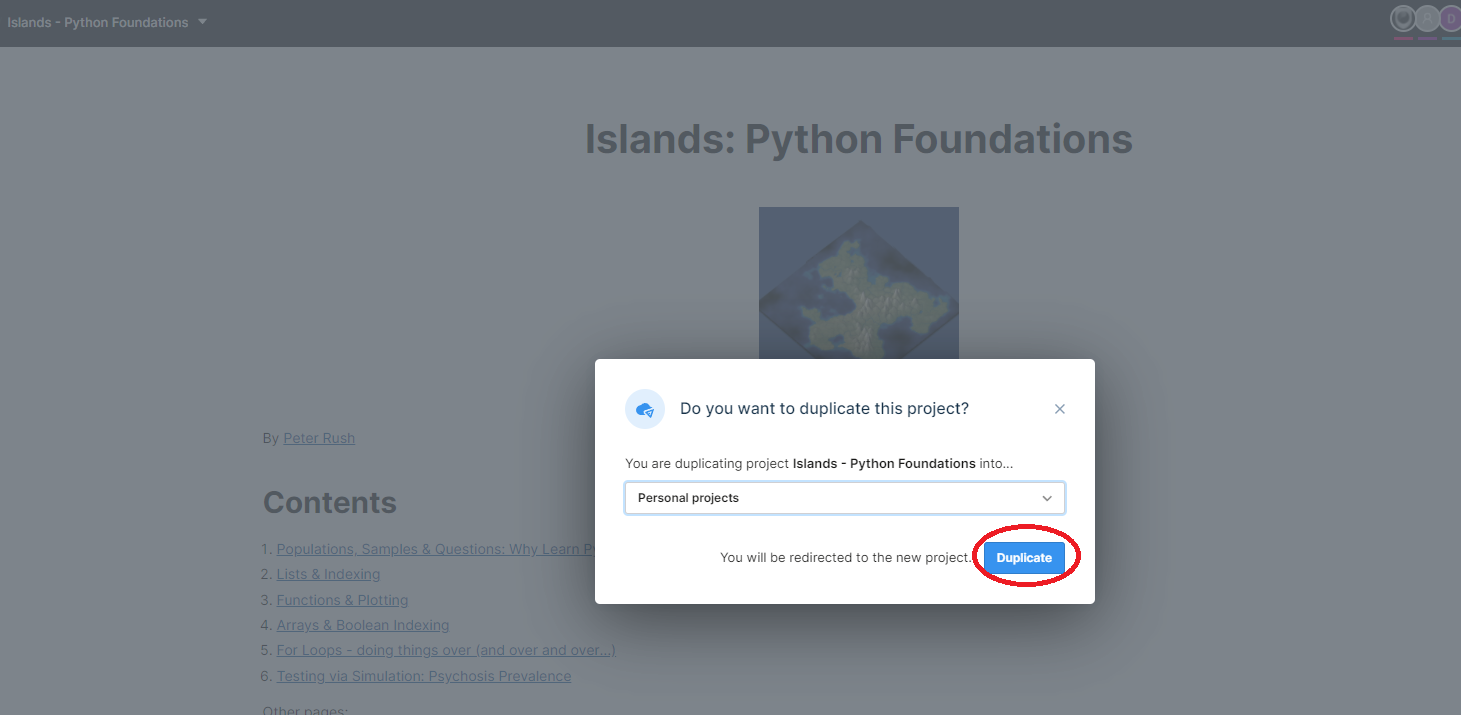 Islands - Python Foundations
R D
Islands: Python Foundations
Do you want to duplicate this project?
By Peter Rush
You are duplicating project Islands - Python Foundations into...
Personal projects
Contents
1. Populations, Samples & Questions: Why Learn
You will be redirected to the new project. Duplicate
2. Lists & Indexing
3. Functions & Plotting
4. Arrays & Boolean Indexing
5. For Loops - doing things over (and over and over...)
6. Testing via Simulation: Psychosis Prevalence
Other pages: